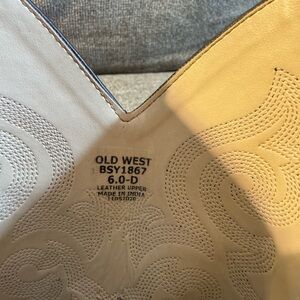 OLD WEST
BSY1867
6.0-D
LEATHER UPPER
MADE IN INDIA